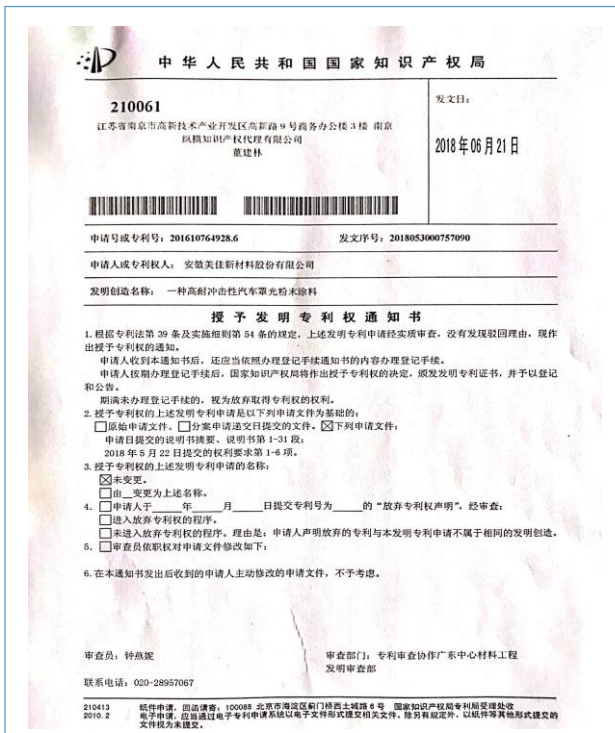 中华人民共和国国家知识产权局
210061
江苏省南京市高新技术产业开发区高新路9号商务办公楼3楼 南京
纵横知识产权代理有限公司
董建林
发文日:
2018年06月21日
申请号或专利号:201610764928.6 发文序号:2018053000757090
申请人或专利权人: 安徽美佳新材料股份有限公司
发明创造名称: 一种高耐冲击性汽车罩光粉末涂料
授予发明专利权通知书
1.根据专利法第39条及实施细则第54条的规定,上述发明专利申请经实质审查,没有发现驳回理由,现作
出授予专利权的通知。
申请人收到本通知书后,还应当依照办理登记手续通知书的内容办理登记手续。
申请人按期办理登记手续后,国家知识产权局将作出授予专利权的决定,颁发发明专利证书,并予以登记
和公告。
期满未办理登记手续的,视为放弃取得专利权的权利。
2.授予专利权的上述发明专利申请是以下列申请文件为基础的:
□原始申请文件。□分案申请递交日提交的文件。☒下列申请文件:
申请日提交的说明书摘要、说明书第1-31段;
2018年5月22日提交的权利要求第1-6项。
3.授予专利权的上述发明专利申请的名称:
☒未变更。
□由__变更为上述名称。
4.□申请人于____年____月____日提交专利号为____的“放弃专利权声明”,经审查:
□进入放弃专利权的程序。
□未进入放弃专利权的程序。理由是:申请人声明放弃的专利与本发明专利申请不属于相同的发明创造。
5.□审查员依职权对申请文件修改如下:
6.在本通知书发出后收到的申请人主动修改的申请文件,不予考虑。
审查员:钟燕妮 审查部门:专利审查协作广东中心材料工程
发明审查部
联系电话:020-28957067
210413 纸件申请,回函请寄:100088 北京市海淀区蓟门桥西土城路6号 国家知识产权局专利局受理处收
2010.2 电子申请,应当通过电子专利申请系统以电子文件形式提交相关文件。除另有规定外,以纸件等其他形式提交的
文件视为未提交。